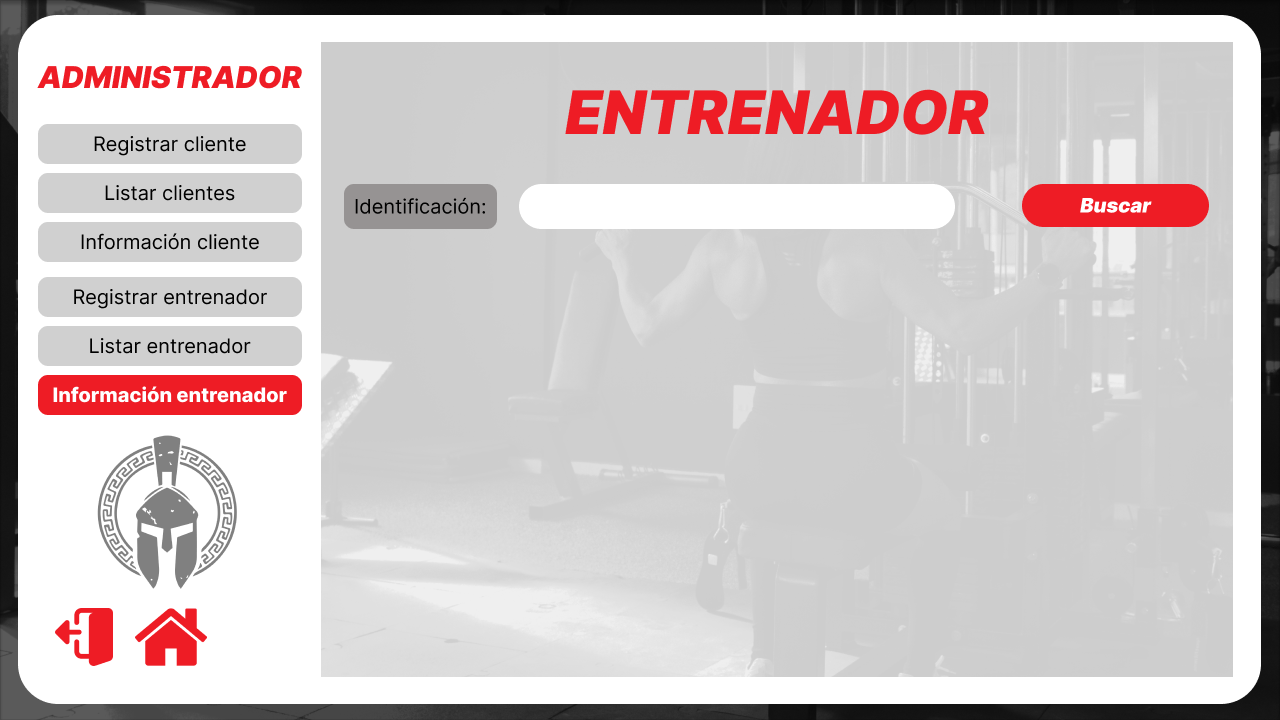 ADMINISTRADOR
Registrar cliente
Listar clientes
Información cliente
Registrar entrenador
Listar entrenador
Información entrenador
ENTRENADOR
Identificación:
Buscar